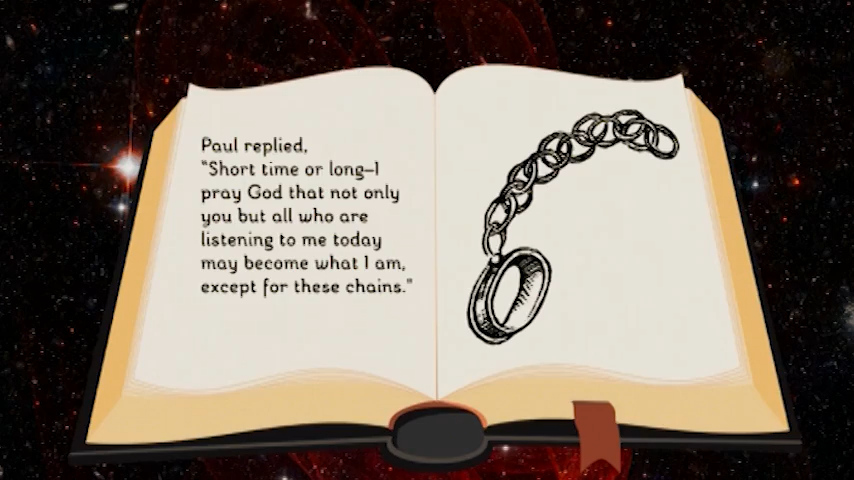 Paul replied,
"Short time or long—I
pray God that not only
you but all who are
listening to me today
may become what I am,
except for these chains."